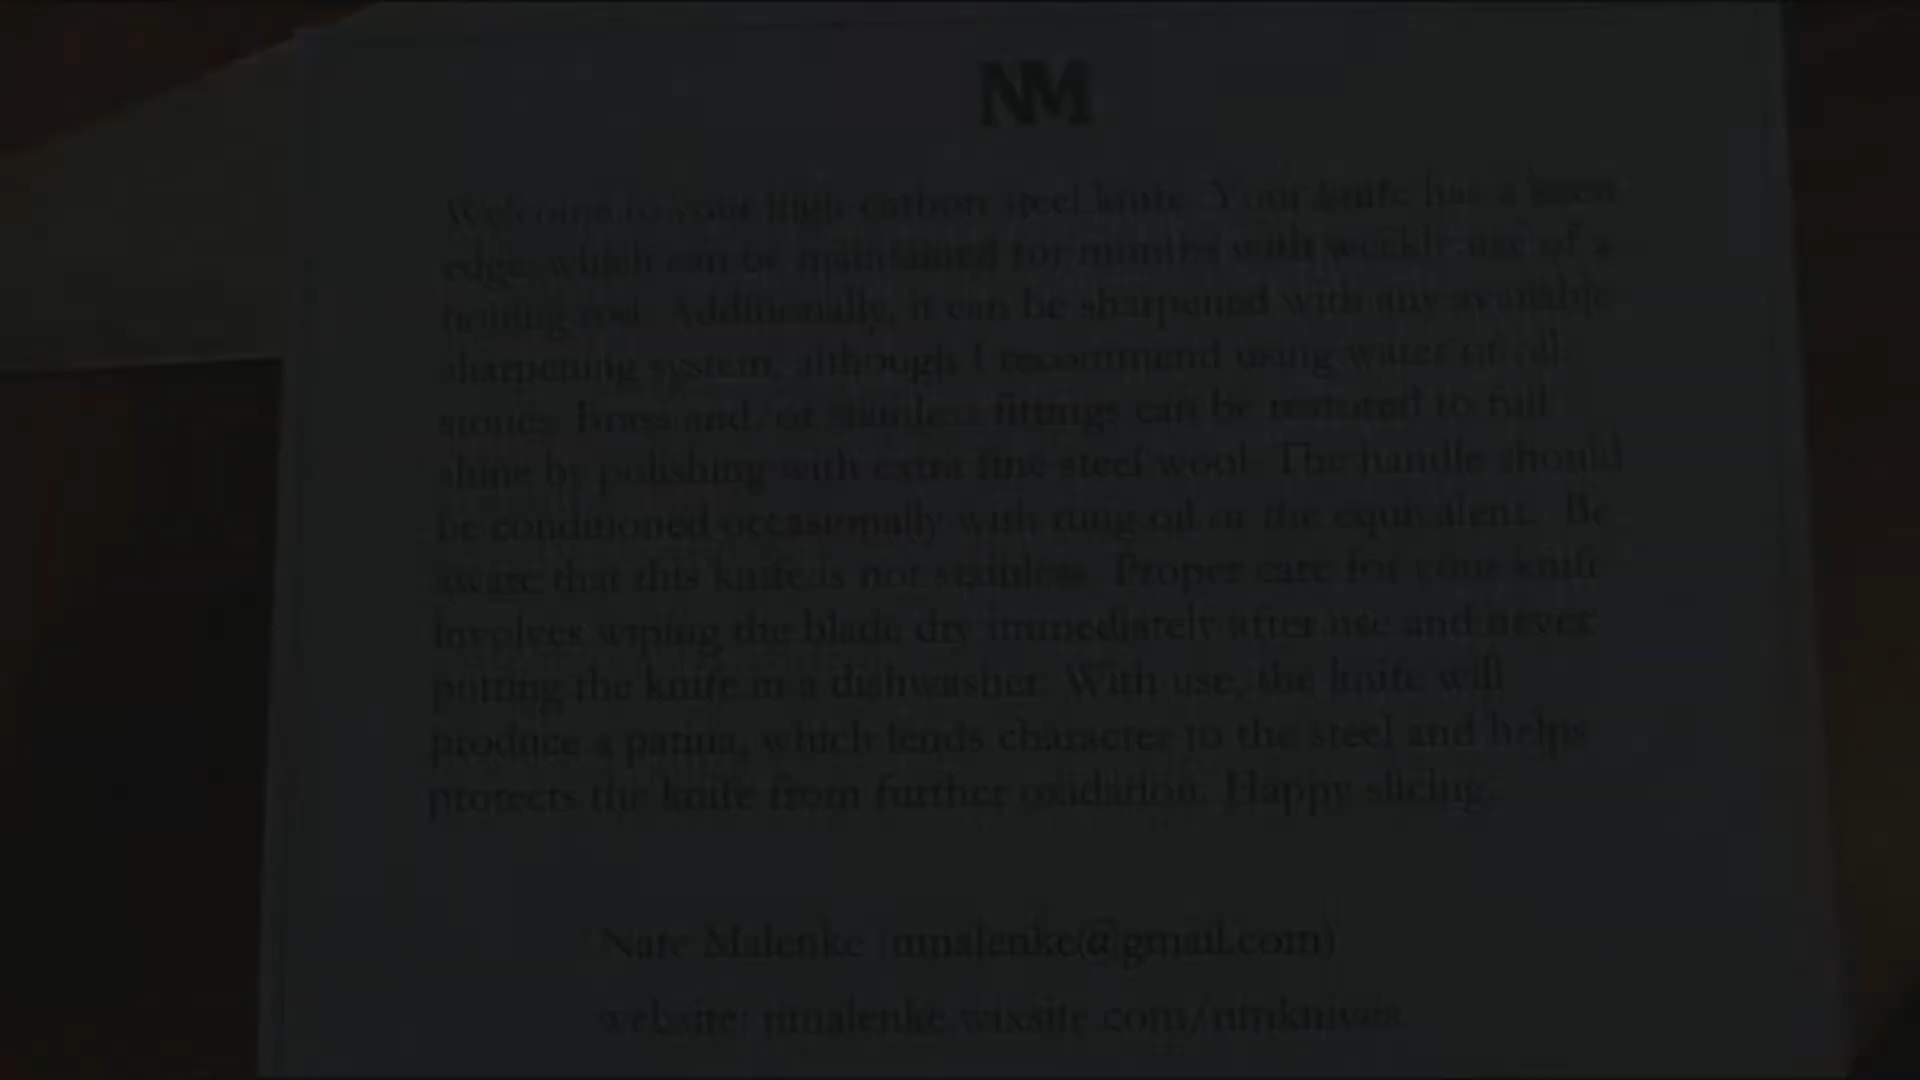 NM
Welcome to your high carbon steel knife. Your knife has a keen
edge, which can be maintained for months with weekly use of a
honing rod. Additionally, it can be sharpened with any available
sharpening system, although I recommend using water or oil
stones. Brass and/or stainless fittings can be restored to full
shine by polishing with extra fine steel wool. The handle should
be conditioned occasionally with tung oil or the equivalent. Be
aware that this knife is not stainless. Proper care for your knife
involves wiping the blade dry immediately after use and never
putting the knife in a dishwasher. With use, the knife will
produce a patina, which lends character to the steel and helps
protects the knife from further oxidation. Happy slicing.
Nate Malenke (nmalenke@gmail.com)
website: nmalenke.wixsite.com/nmknives